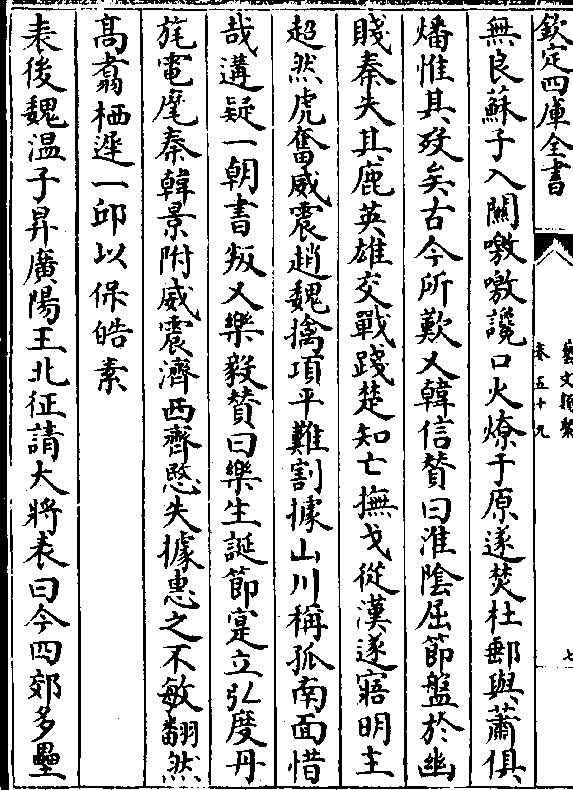 欽定四庫全書
藝文類聚
卷五十九
七
無良蘇子入關嗷嗷讒口火燎于原遂焚杜郵與蕭俱
燔惟其歿矣古今所歎又韓信賛曰淮陰屈節盤於幽
賤秦失其鹿英雄交戰踐楚知亡撫戈從漢遂寤明主
超然虎奮威震趙魏擒項平難割據山川稱孤南面惜
哉遘疑一朝書叛又樂毅賛曰樂生誕節寔立弘度丹
旄電麾秦韓景附威震濟西齊愍失據惠之不敏翻然
髙翥栖遲一邱以保皓素
表後魏温子昇廣陽王北征請大將表曰今四郊多壘